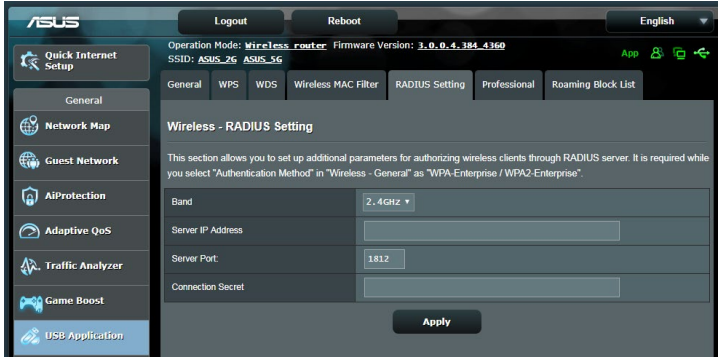 ASUS
Logout
Reboot
English
Quick Internet
Setup
General
Network Map
Guest Network
AiProtection
Adaptive QoS
Traffic Analyzer
Game Boost
USB Application
Operation Mode: Wireless router Firmware Version: 3.0.0.4.384_4360
SSID: ASUS_2G ASUS_5G
App
General
WPS
WDS
Wireless MAC Filter
RADIUS Setting
Professional
Roaming Block List
Wireless - RADIUS Setting
This section allows you to set up additional parameters for authorizing wireless clients through RADIUS server. It is required while
you select "Authentication Method" in "Wireless - General" as "WPA-Enterprise / WPA2-Enterprise".
Band
2.4GHz
Server IP Address
Server Port:
1812
Connection Secret
Apply